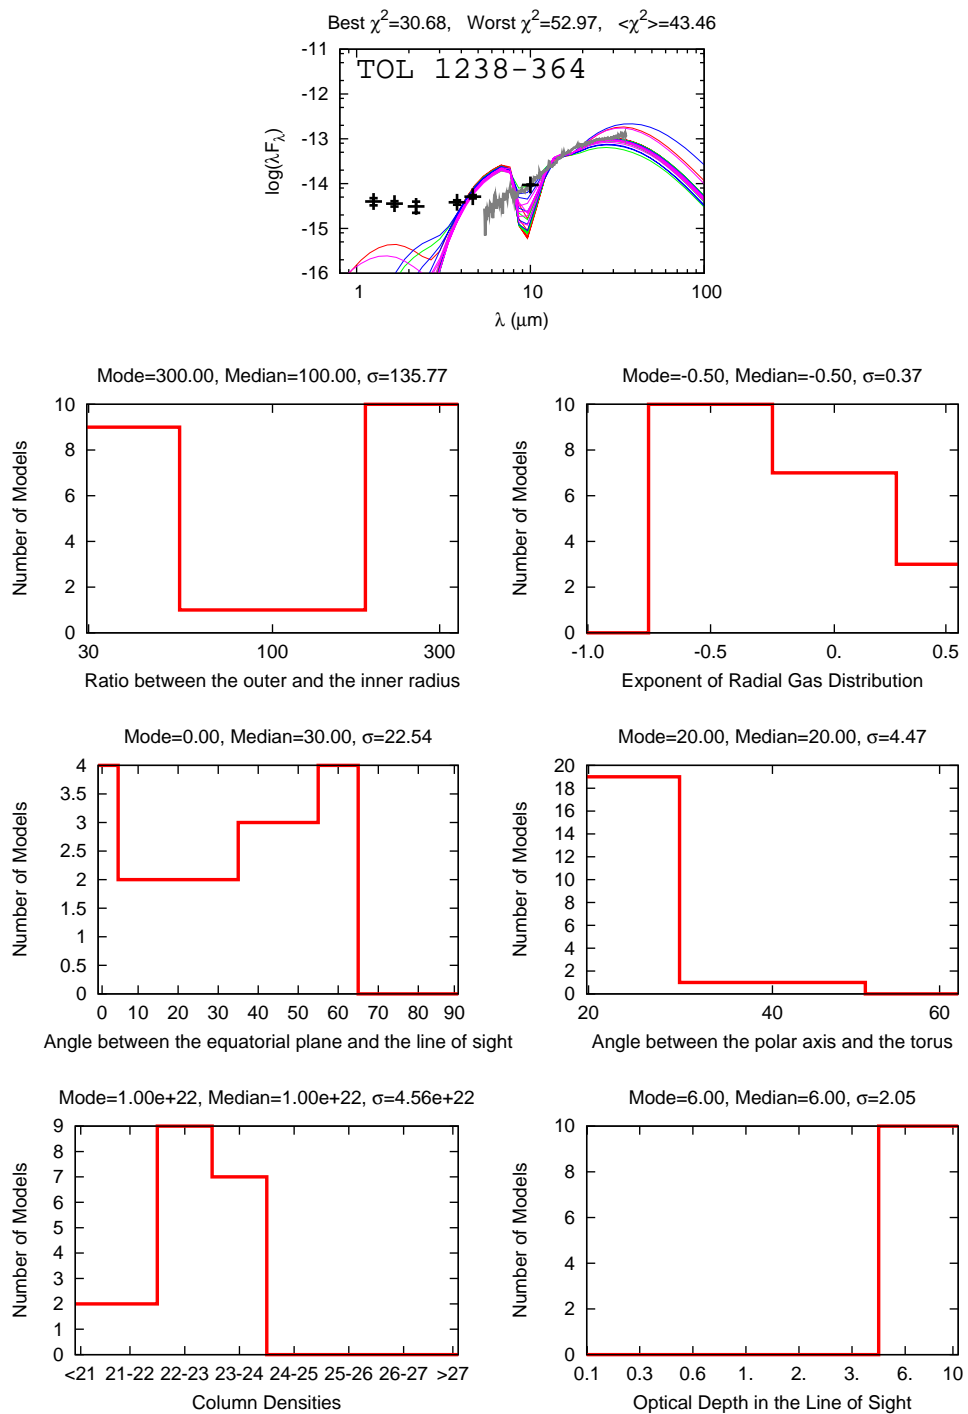 Best χ²=30.68, Worst χ²=52.97, <χ²>=43.46
TOL 1238-364
log(λFλ)
-11
-12
-13
-14
-15
-16
1 10 100
λ (μm)
Mode=300.00, Median=100.00, σ=135.77
Number of Models
10
8
6
4
2
0
30 100 300
Ratio between the outer and the inner radius
Mode=-0.50, Median=-0.50, σ=0.37
Number of Models
10
8
6
4
2
0
-1.0 -0.5 0. 0.5
Exponent of Radial Gas Distribution
Mode=0.00, Median=30.00, σ=22.54
Number of Models
4
3.5
3
2.5
2
1.5
1
0.5
0
0 10 20 30 40 50 60 70 80 90
Angle between the equatorial plane and the line of sight
Mode=20.00, Median=20.00, σ=4.47
Number of Models
20
18
16
14
12
10
8
6
4
2
0
20 40 60
Angle between the polar axis and the torus
Mode=1.00e+22, Median=1.00e+22, σ=4.56e+22
Number of Models
9
8
7
6
5
4
3
2
1
0
<21 21-22 22-23 23-24 24-25 25-26 26-27 >27
Column Densities
Mode=6.00, Median=6.00, σ=2.05
Number of Models
10
8
6
4
2
0
0.1 0.3 0.6 1. 2. 3. 6. 10
Optical Depth in the Line of Sight